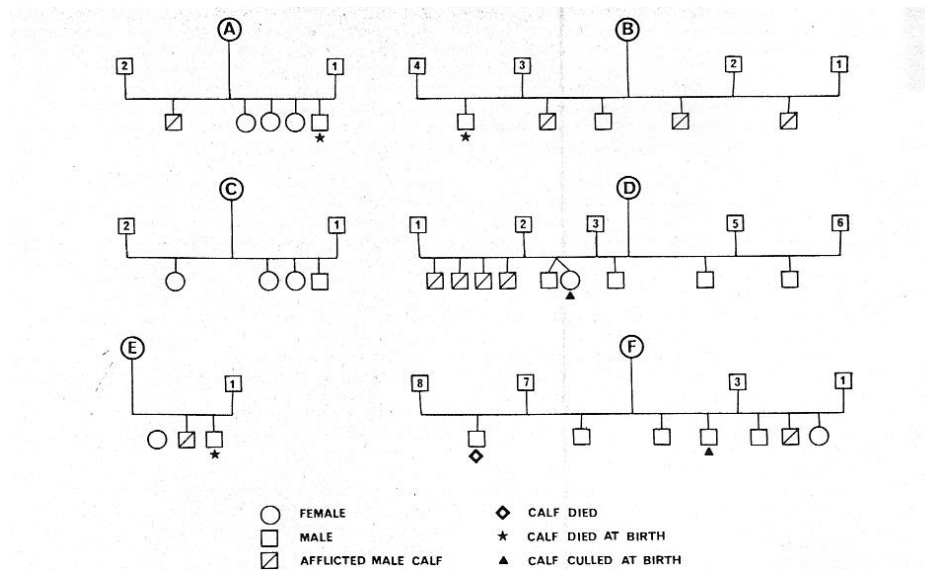 A
B
2
1
4
3
2
1
C
D
2
1
1
2
3
5
6
E
F
1
8
7
3
1
FEMALE
CALF DIED
MALE
CALF DIED AT BIRTH
AFFLICTED MALE CALF
CALF CULLED AT BIRTH